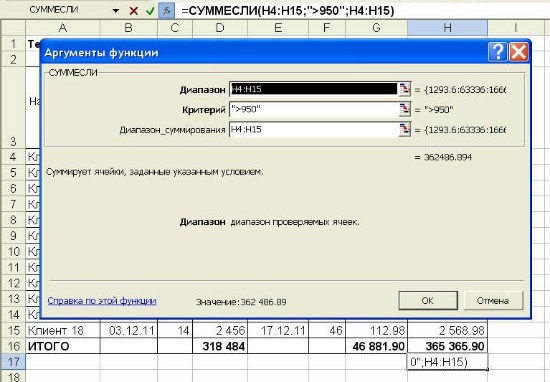 СУММЕСЛИ =СУММЕСЛИ(H4:H15;">950";H4:H15)
A B C D E F G H I
1
Аргументы функции
2
СУММЕСЛИ
Диапазон H4:H15 = {1293.6:63336:1666
Критерий ">950" = ">950"
Диапазон_суммирования H4:H15 = {1293.6:63336:1666
3
= 362486.894
4 Кл
Суммирует ячейки, заданные указанным условием.
5 Кл
6 Кл
7 Кл
8 Кл
Диапазон диапазон проверяемых ячеек.
9 Кл
10 Кл
11 Кл
12 Кл
13 Кл
Справка по этой функции Значение:362 486.89 OK Отмена
14 Кл
15 Клиент 18 03.12.11 14 2 456 17.12.11 46 112.98 2 568.98
16 ИТОГО 318 484 46 881.90 365 365.90
17 0";H4:H15)
18